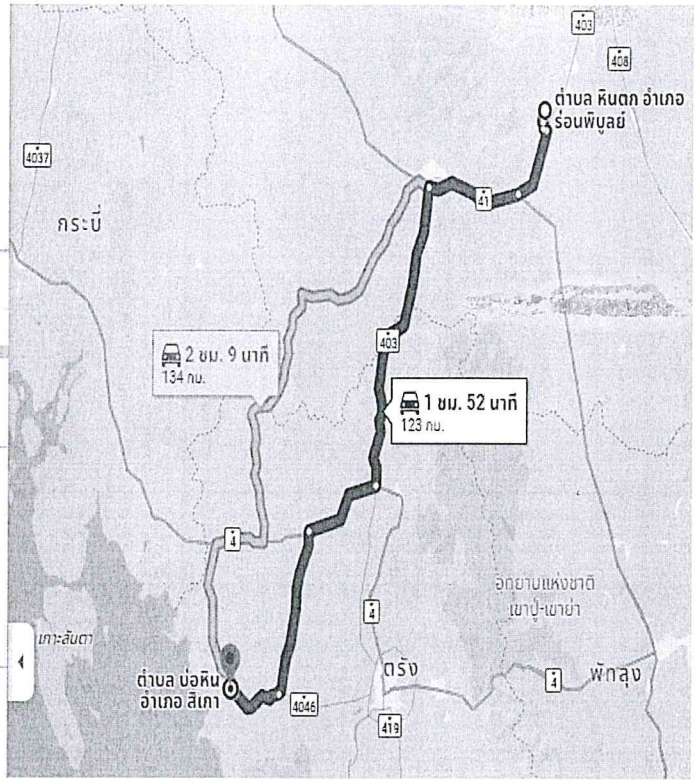 403
408
ตำบล หินตก อำเภอ
ร่อนพิบูลย์
4037
41
กระบี่
403
2 ชม. 9 นาที
134 กม.
1 ชม. 52 นาที
123 กม.
4
อุทยานแห่งชาติ
เขาปู่-เขาย่า
4
เกาะลันตา
ตำบล บ่อหิน
อำเภอ สิเกา
ตรัง
พัทลุง
4
4046
419